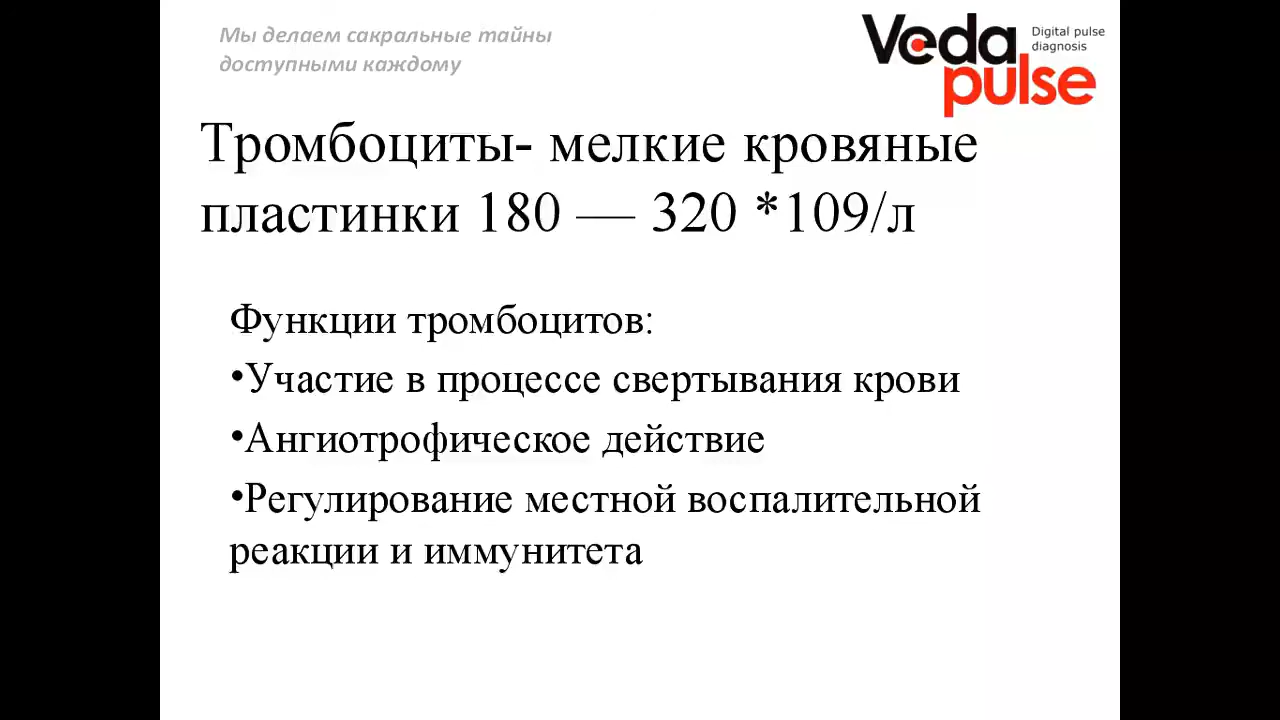 Мы делаем сакральные тайны
доступными каждому
Veda
pulse
Digital pulse
diagnosis
Тромбоциты- мелкие кровяные
пластинки 180 — 320 *109/л
Функции тромбоцитов:
•Участие в процессе свертывания крови
•Ангиотрофическое действие
•Регулирование местной воспалительной
реакции и иммунитета